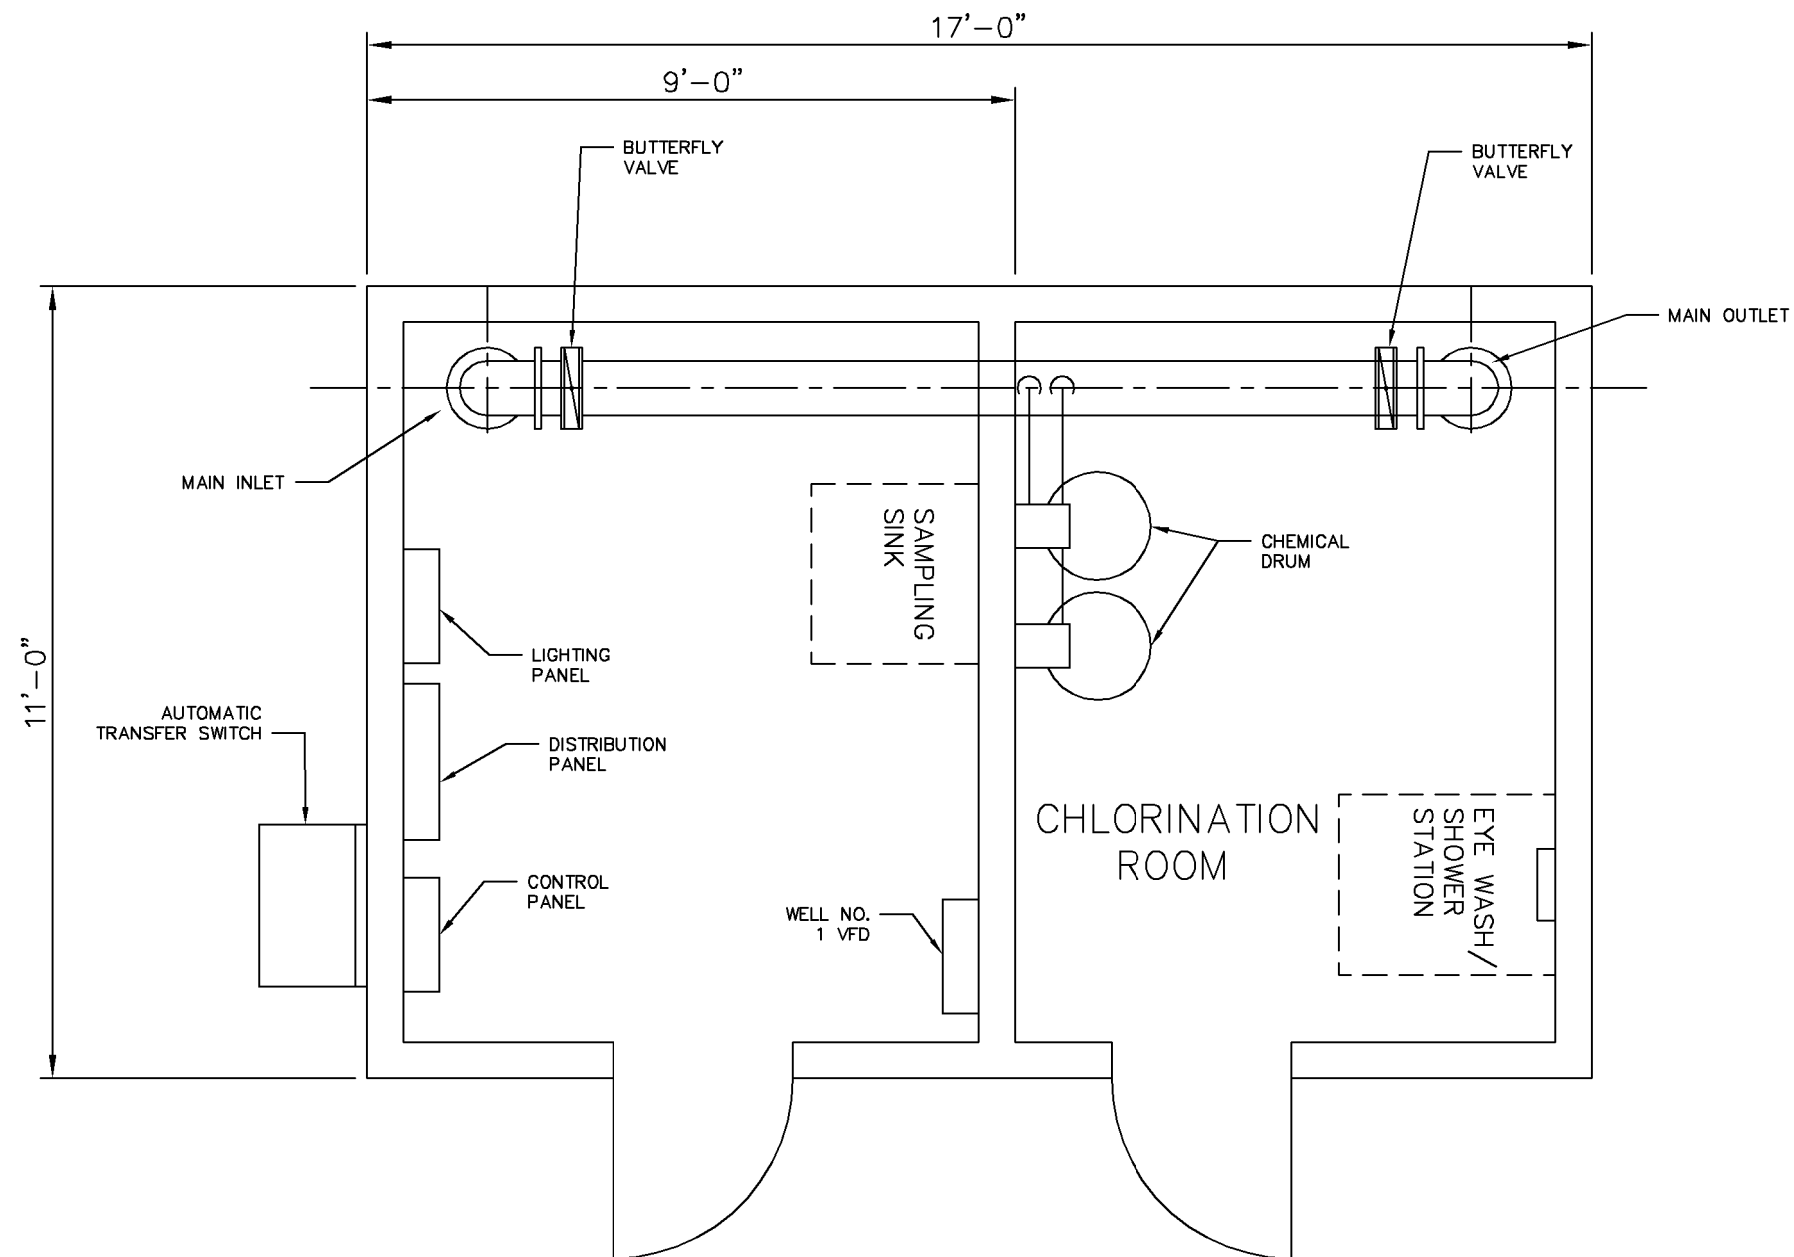 17'-0"
9'-0"
BUTTERFLY
VALVE
BUTTERFLY
VALVE
MAIN OUTLET
MAIN INLET
SAMPLING
SINK
CHEMICAL
DRUM
LIGHTING
PANEL
11'-0"
AUTOMATIC
TRANSFER SWITCH
DISTRIBUTION
PANEL
CHLORINATION
ROOM
EYE WASH/
SHOWER
STATION
CONTROL
PANEL
WELL NO.
1 VFD